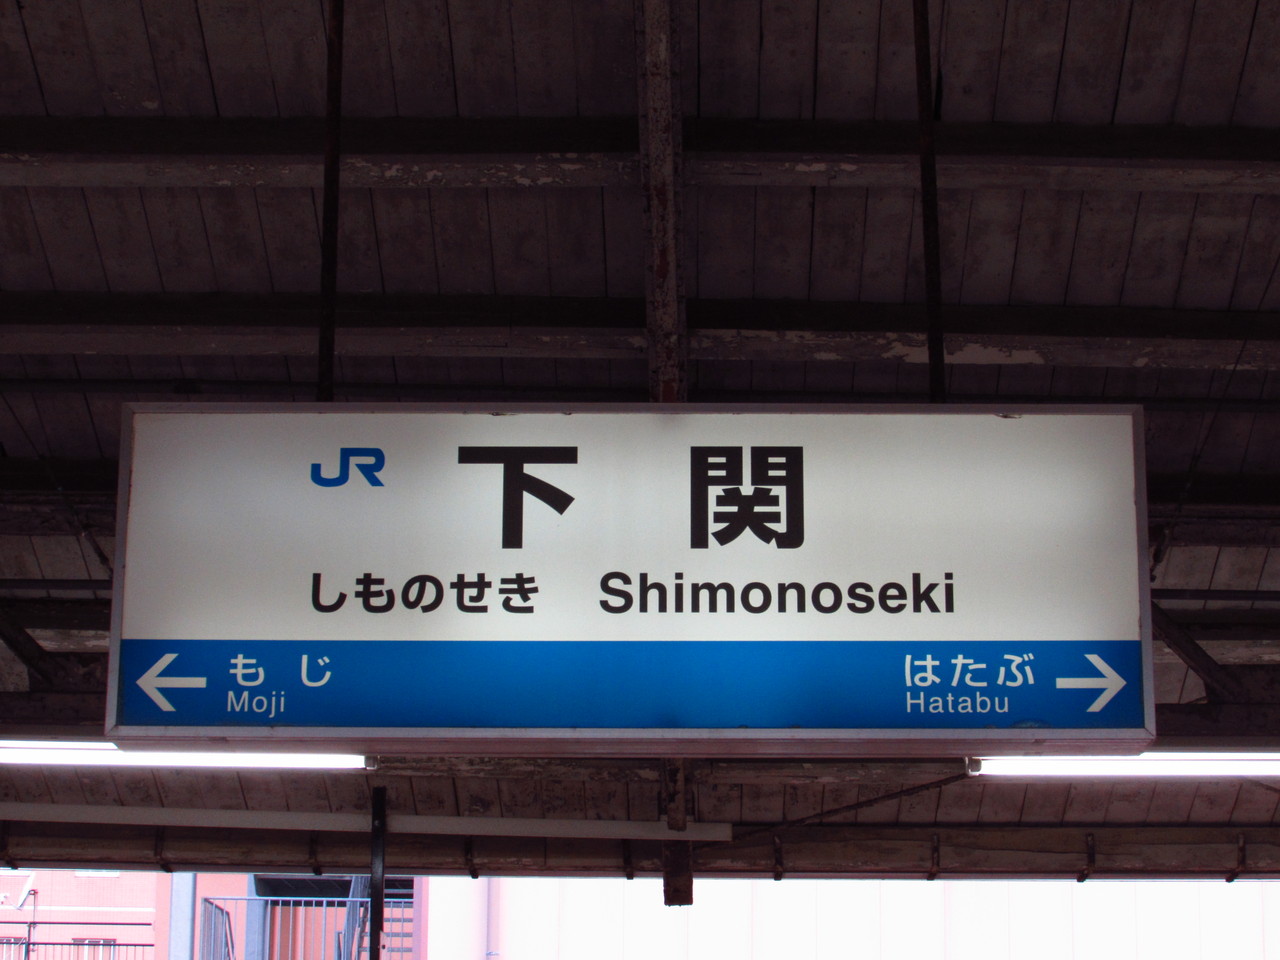 JR 下関
しものせき Shimonoseki
← もじ はたぶ →
Moji Hatabu